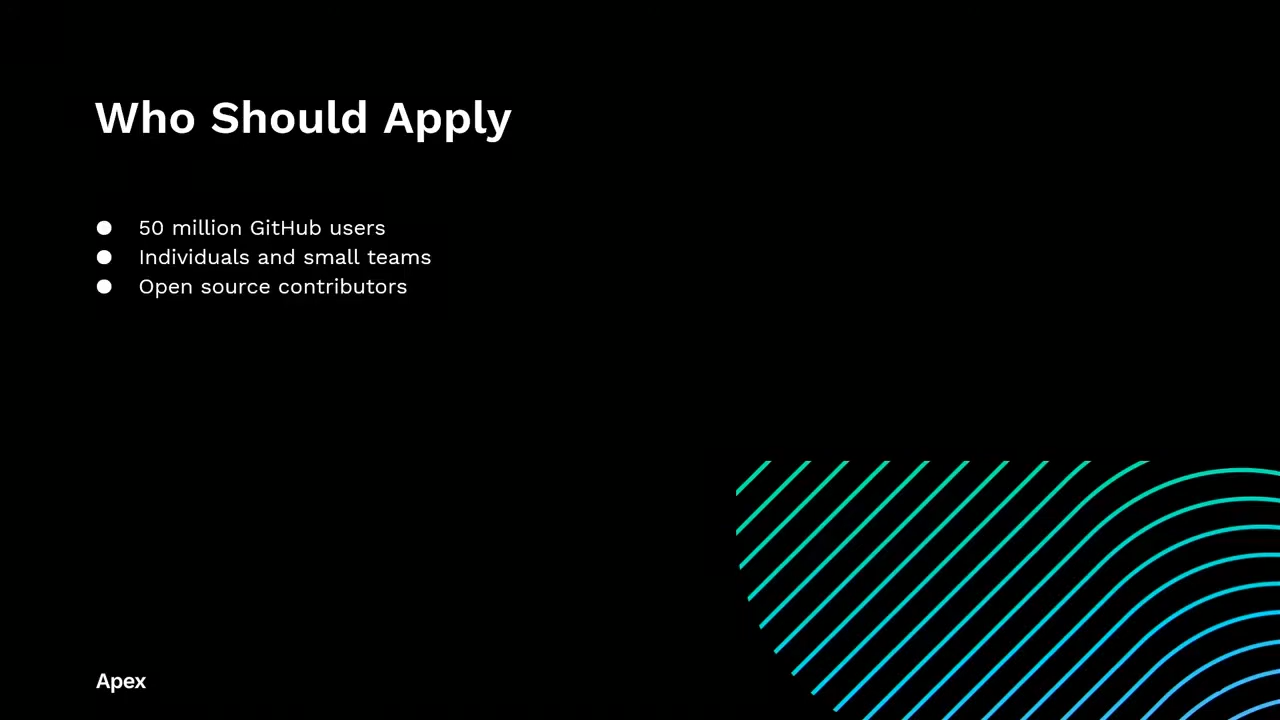 Who Should Apply
● 50 million GitHub users
● Individuals and small teams
● Open source contributors
Apex